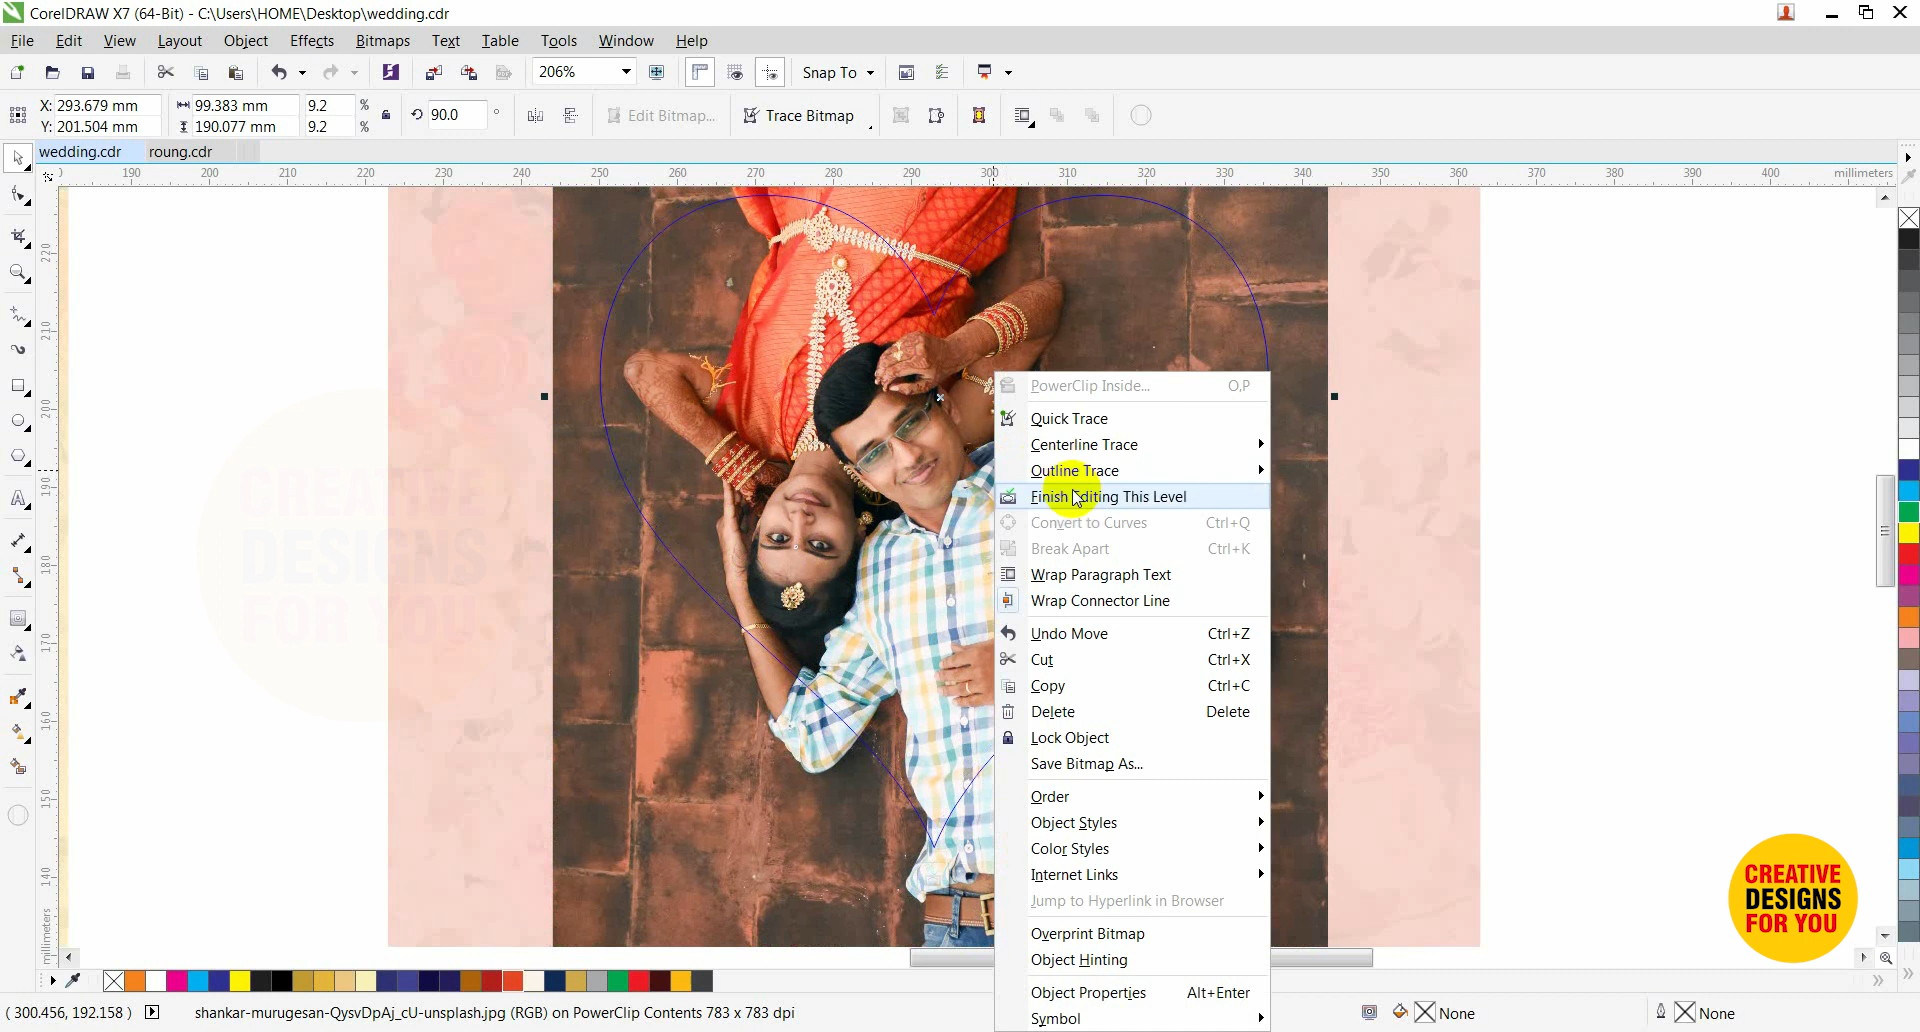 CorelDRAW X7 (64-Bit) - C:\Users\HOME\Desktop\wedding.cdr
File Edit View Layout Object Effects Bitmaps Text Table Tools Window Help
206% Snap To
X: 293.679 mm 99.383 mm 9.2 % 90.0 ° Edit Bitmap... Trace Bitmap
Y: 201.504 mm 190.077 mm 9.2 %
wedding.cdr roung.cdr
190 200 210 220 230 240 250 260 270 280 290 300 310 320 330 340 350 360 370 380 390 400 millimeters
220
210
200
190
180
170
160
150
140
millimeters
CREATIVE
DESIGNS
FOR YOU
PowerClip Inside... O,P
Quick Trace
Centerline Trace
Outline Trace
Finish Editing This Level
Convert to Curves Ctrl+Q
Break Apart Ctrl+K
Wrap Paragraph Text
Wrap Connector Line
Undo Move Ctrl+Z
Cut Ctrl+X
Copy Ctrl+C
Delete Delete
Lock Object
Save Bitmap As...
Order
Object Styles
Color Styles
Internet Links
Jump to Hyperlink in Browser
Overprint Bitmap
Object Hinting
Object Properties Alt+Enter
Symbol
CREATIVE
DESIGNS
FOR YOU
( 300.456, 192.158 ) shankar-murugesan-QysvDpAj_cU-unsplash.jpg (RGB) on PowerClip Contents 783 x 783 dpi None None